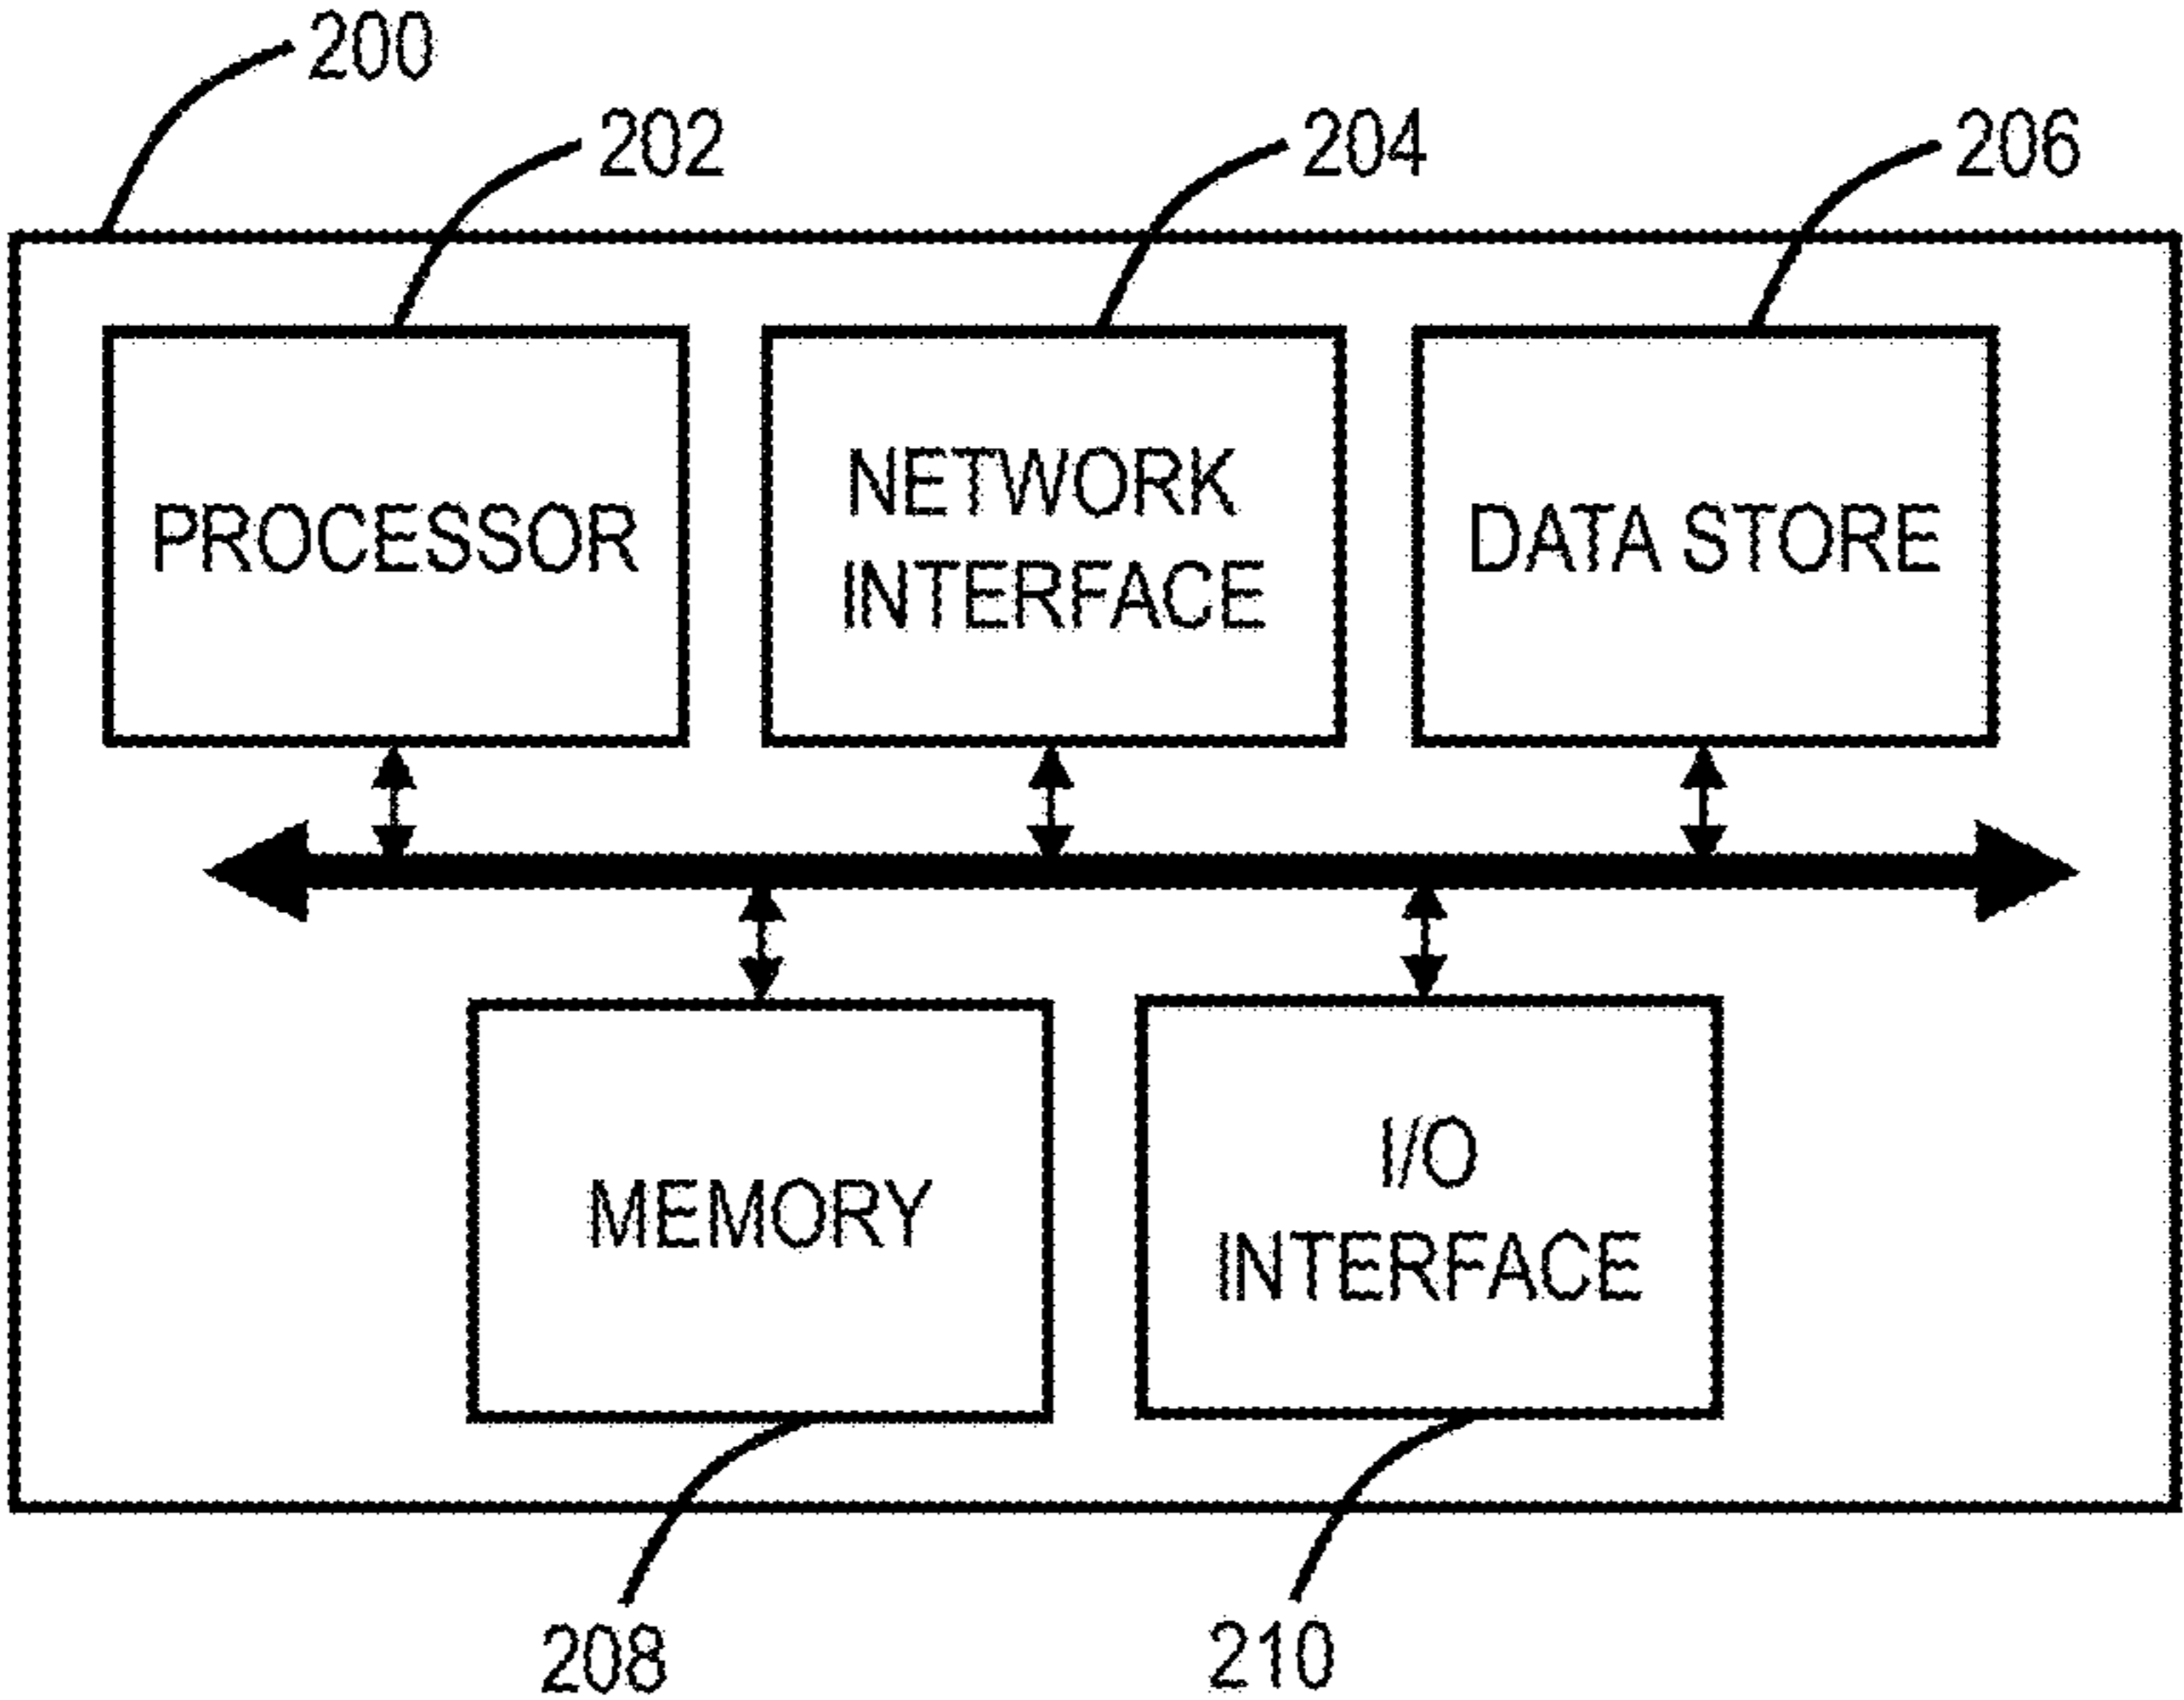 200
202
204
206
PROCESSOR
NETWORK
INTERFACE
DATA STORE
MEMORY
I/O
INTERFACE
208
210